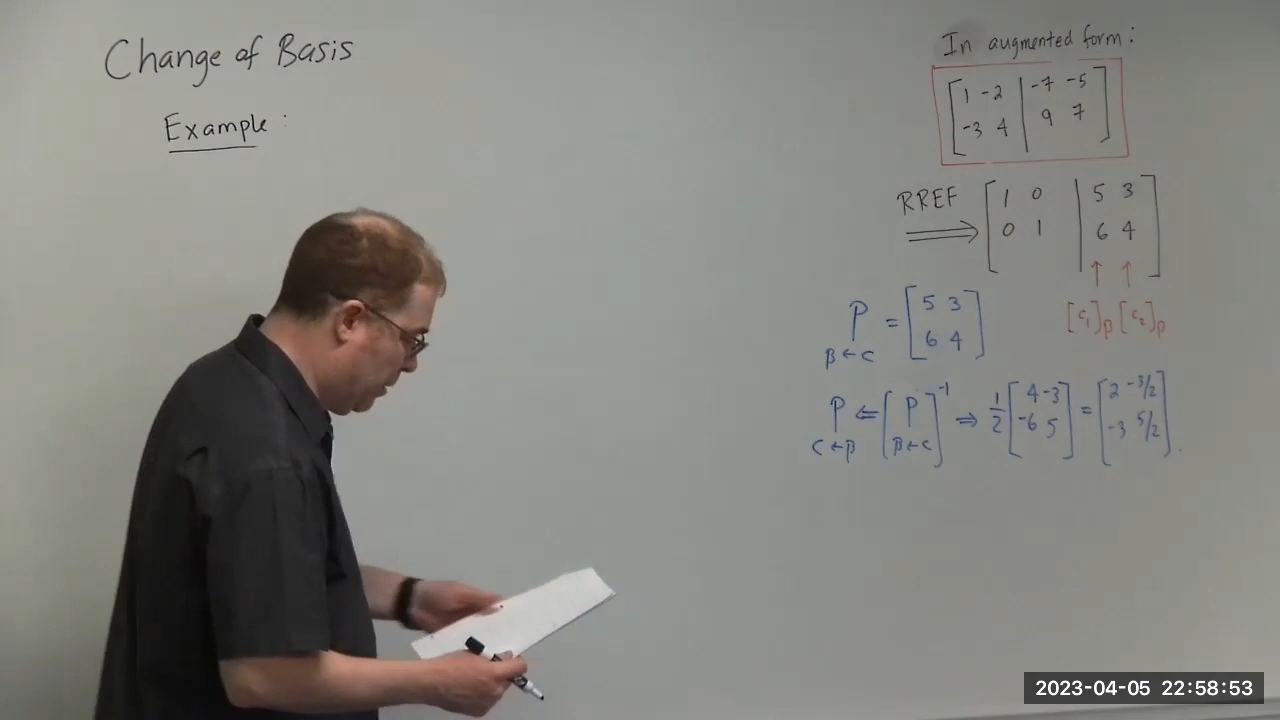 Change of Basis
Example:
In augmented form:
[ 1 -2 | -7 -5 ]
[ -3 4 | 9 7 ]
RREF ⟹ [ 1 0 | 5 3 ]
[ 0 1 | 6 4 ]
↑ ↑
[c₁]β [c₂]β
P = [ 5 3 ]
β←C [ 6 4 ]
P ⇐ [ P ]⁻¹ ⇒ 1/2 [ 4 -3 ] = [ 2 -3/2 ]
C←β [ β←C ] [ -6 5 ] [ -3 5/2 ].
2023-04-05 22:58:53